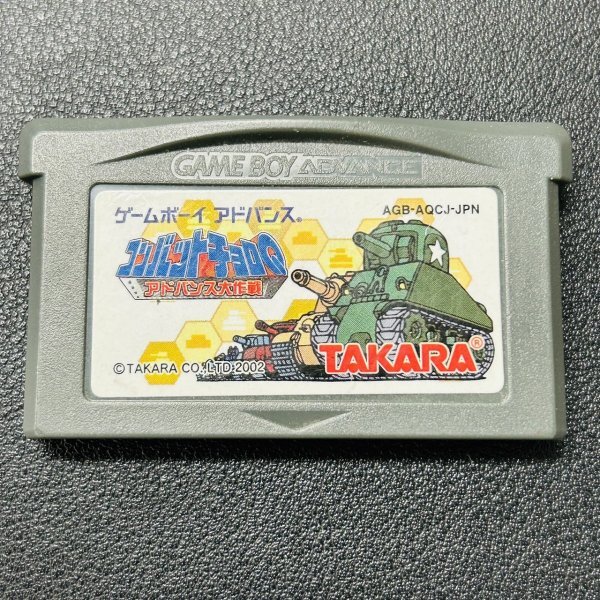 GAME BOY ADVANCE
ゲームボーイ アドバンス®
AGB-AQCJ-JPN
コンバットチョロQ
アドバンス大作戦
TAKARA®
©TAKARA CO.,LTD 2002